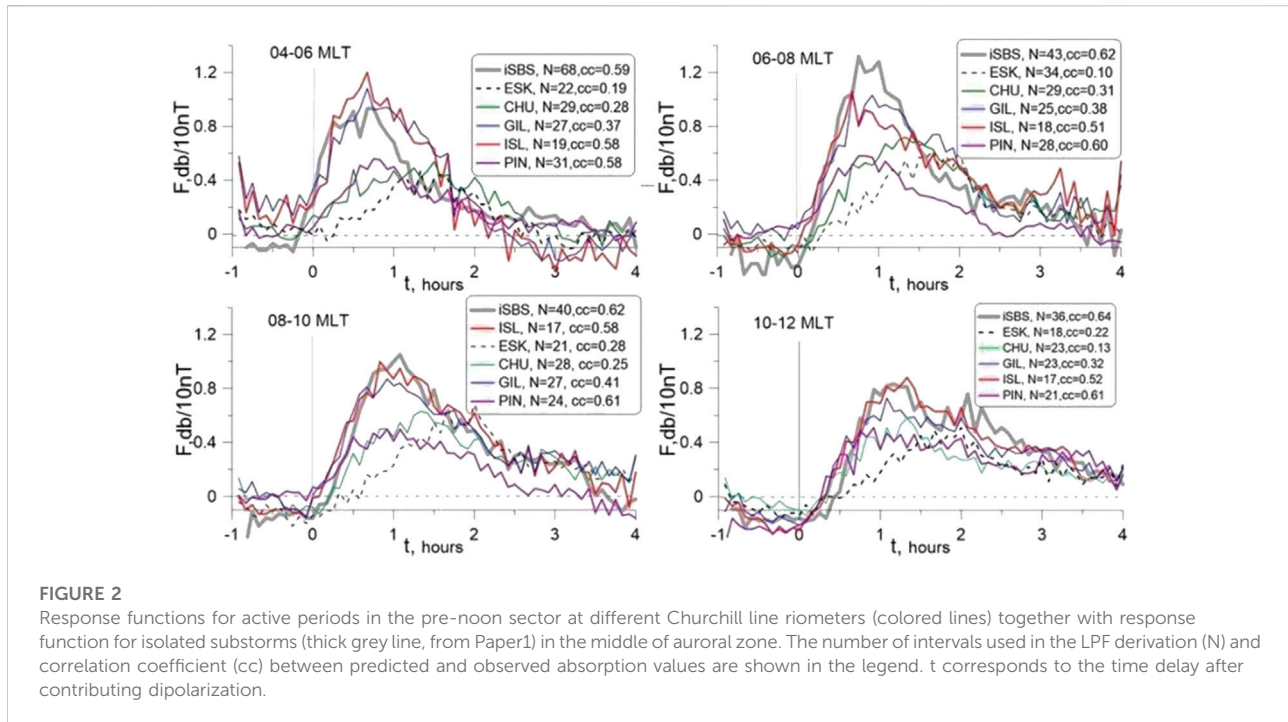 04-06 MLT
iSBS, N=68,cc=0.59
ESK, N=22,cc=0.19
CHU, N=29,cc=0.28
GIL, N=27,cc=0.37
ISL, N=19,cc=0.58
PIN, N=31,cc=0.58
F, db/10nT
1.2
0.8
0.4
0
-1 0 1 2 3 4
t, hours
06-08 MLT
iSBS, N=43,cc=0.62
ESK, N=34,cc=0.10
CHU, N=29,cc=0.31
GIL, N=25,cc=0.38
ISL, N=18,cc=0.51
PIN, N=28,cc=0.60
F, db/10nT
1.2
0.8
0.4
0
-1 0 1 2 3 4
t, hours
08-10 MLT
iSBS, N=40,cc=0.62
ISL, N=17, cc=0.58
ESK, N=21, cc=0.28
CHU, N=28, cc=0.25
GIL, N=27, cc=0.41
PIN, N=24, cc=0.61
F, db/10nT
1.2
0.8
0.4
0
-1 0 1 2 3 4
t, hours
10-12 MLT
iSBS, N=36,cc=0.64
ESK, N=18,cc=0.22
CHU, N=23,cc=0.13
GIL, N=23,cc=0.32
ISL, N=17,cc=0.52
PIN, N=21,cc=0.61
F, db/10nT
1.2
0.8
0.4
0
-1 0 1 2 3 4
t, hours
FIGURE 2
Response functions for active periods in the pre-noon sector at different Churchill line riometers (colored lines) together with response
function for isolated substorms (thick grey line, from Paper1) in the middle of auroral zone. The number of intervals used in the LPF derivation (N) and
correlation coefficient (cc) between predicted and observed absorption values are shown in the legend. t corresponds to the time delay after
contributing dipolarization.